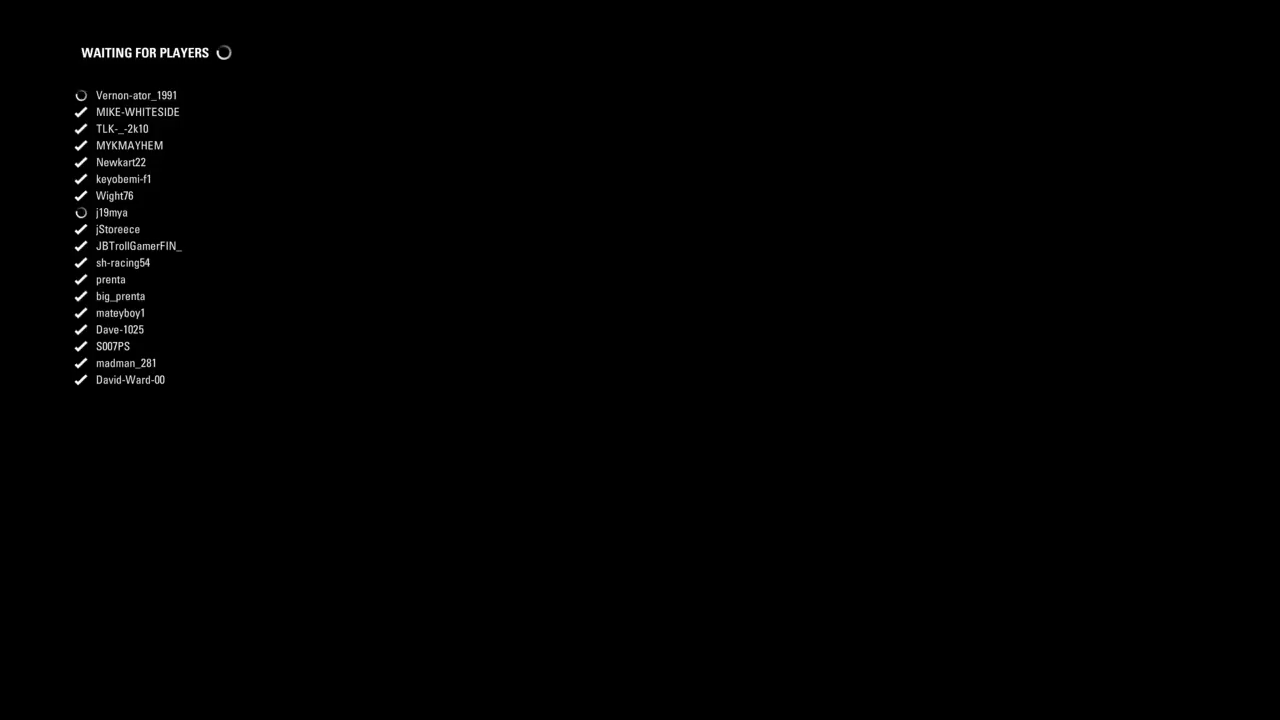 WAITING FOR PLAYERS
Vernon-ator_1991
MIKE-WHITESIDE
TLK-_-2k10
MYKMAYHEM
Newkart22
keyobemi-f1
Wight76
j19mya
jStoreece
JBTrollGamerFIN_
sh-racing54
prenta
big_prenta
mateyboy1
Dave-1025
S007PS
madman_281
David-Ward-00